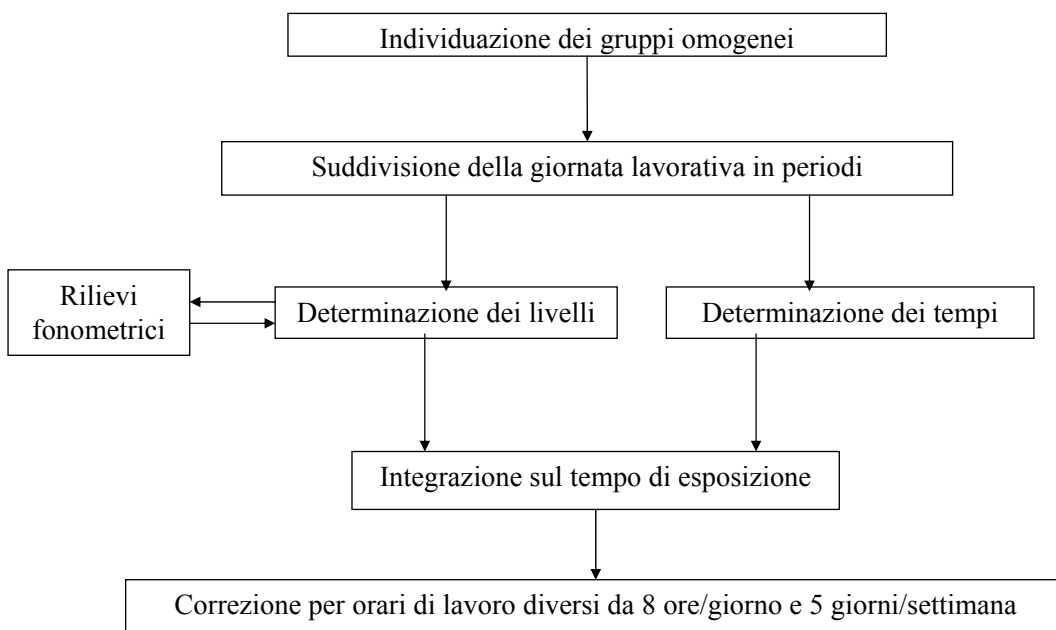 Individuazione dei gruppi omogenei
Suddivisione della giornata lavorativa in periodi
Rilievi
fonometrici
Determinazione dei livelli
Determinazione dei tempi
Integrazione sul tempo di esposizione
Correzione per orari di lavoro diversi da 8 ore/giorno e 5 giorni/settimana